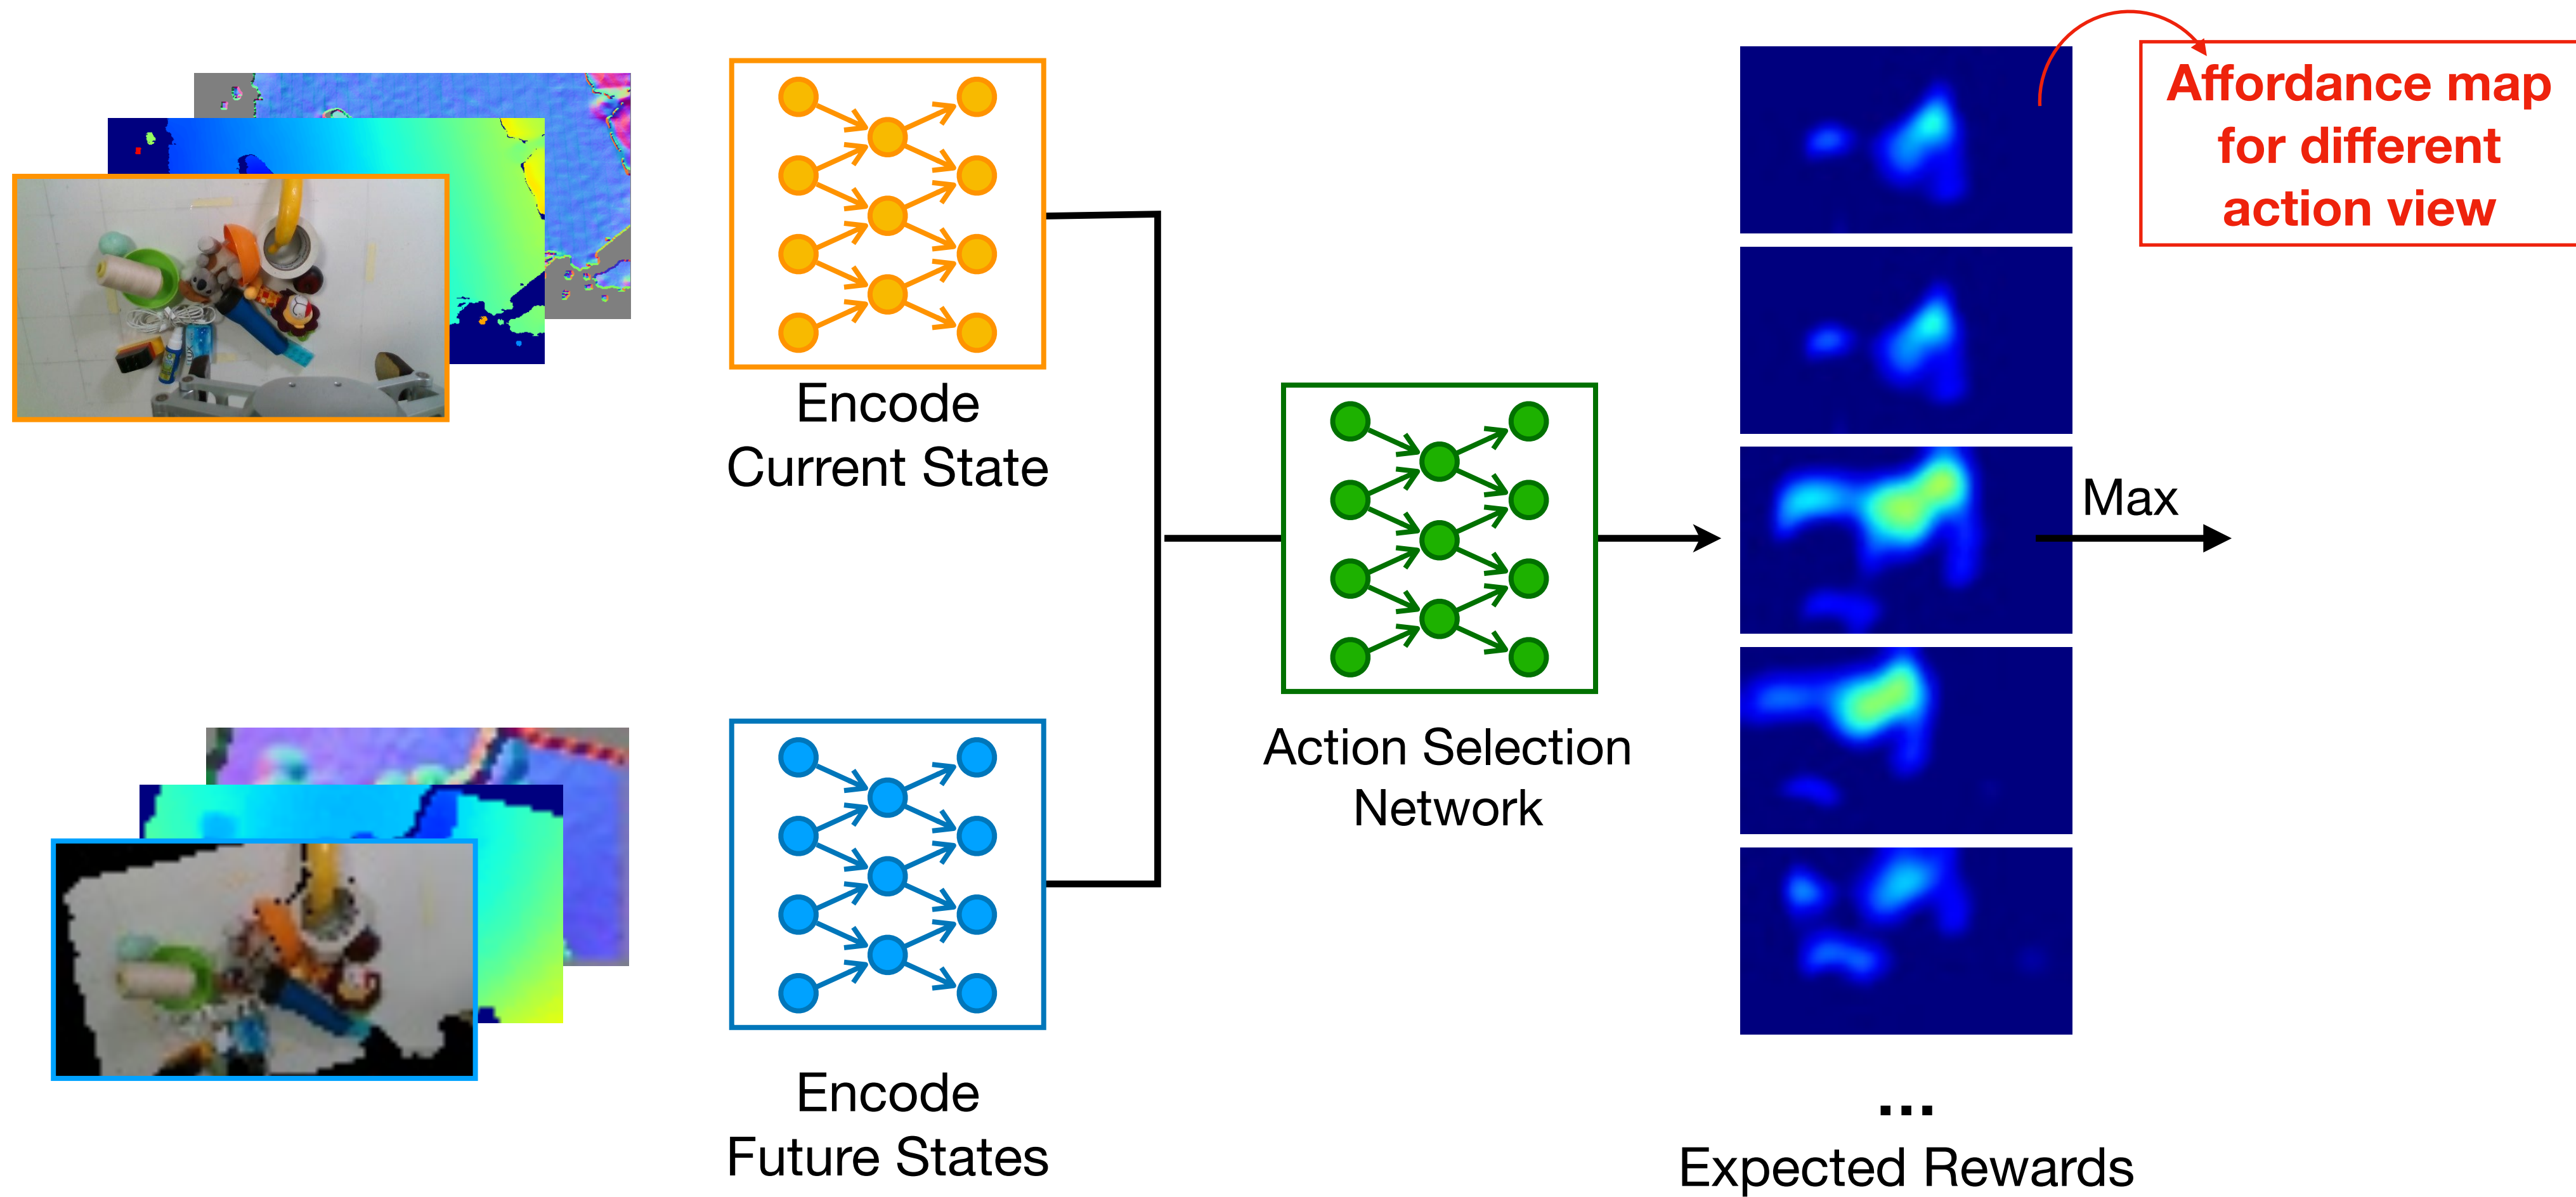 Affordance map
for different
action view
Encode
Current State
Max
Action Selection
Network
Encode
Future States
...
Expected Rewards